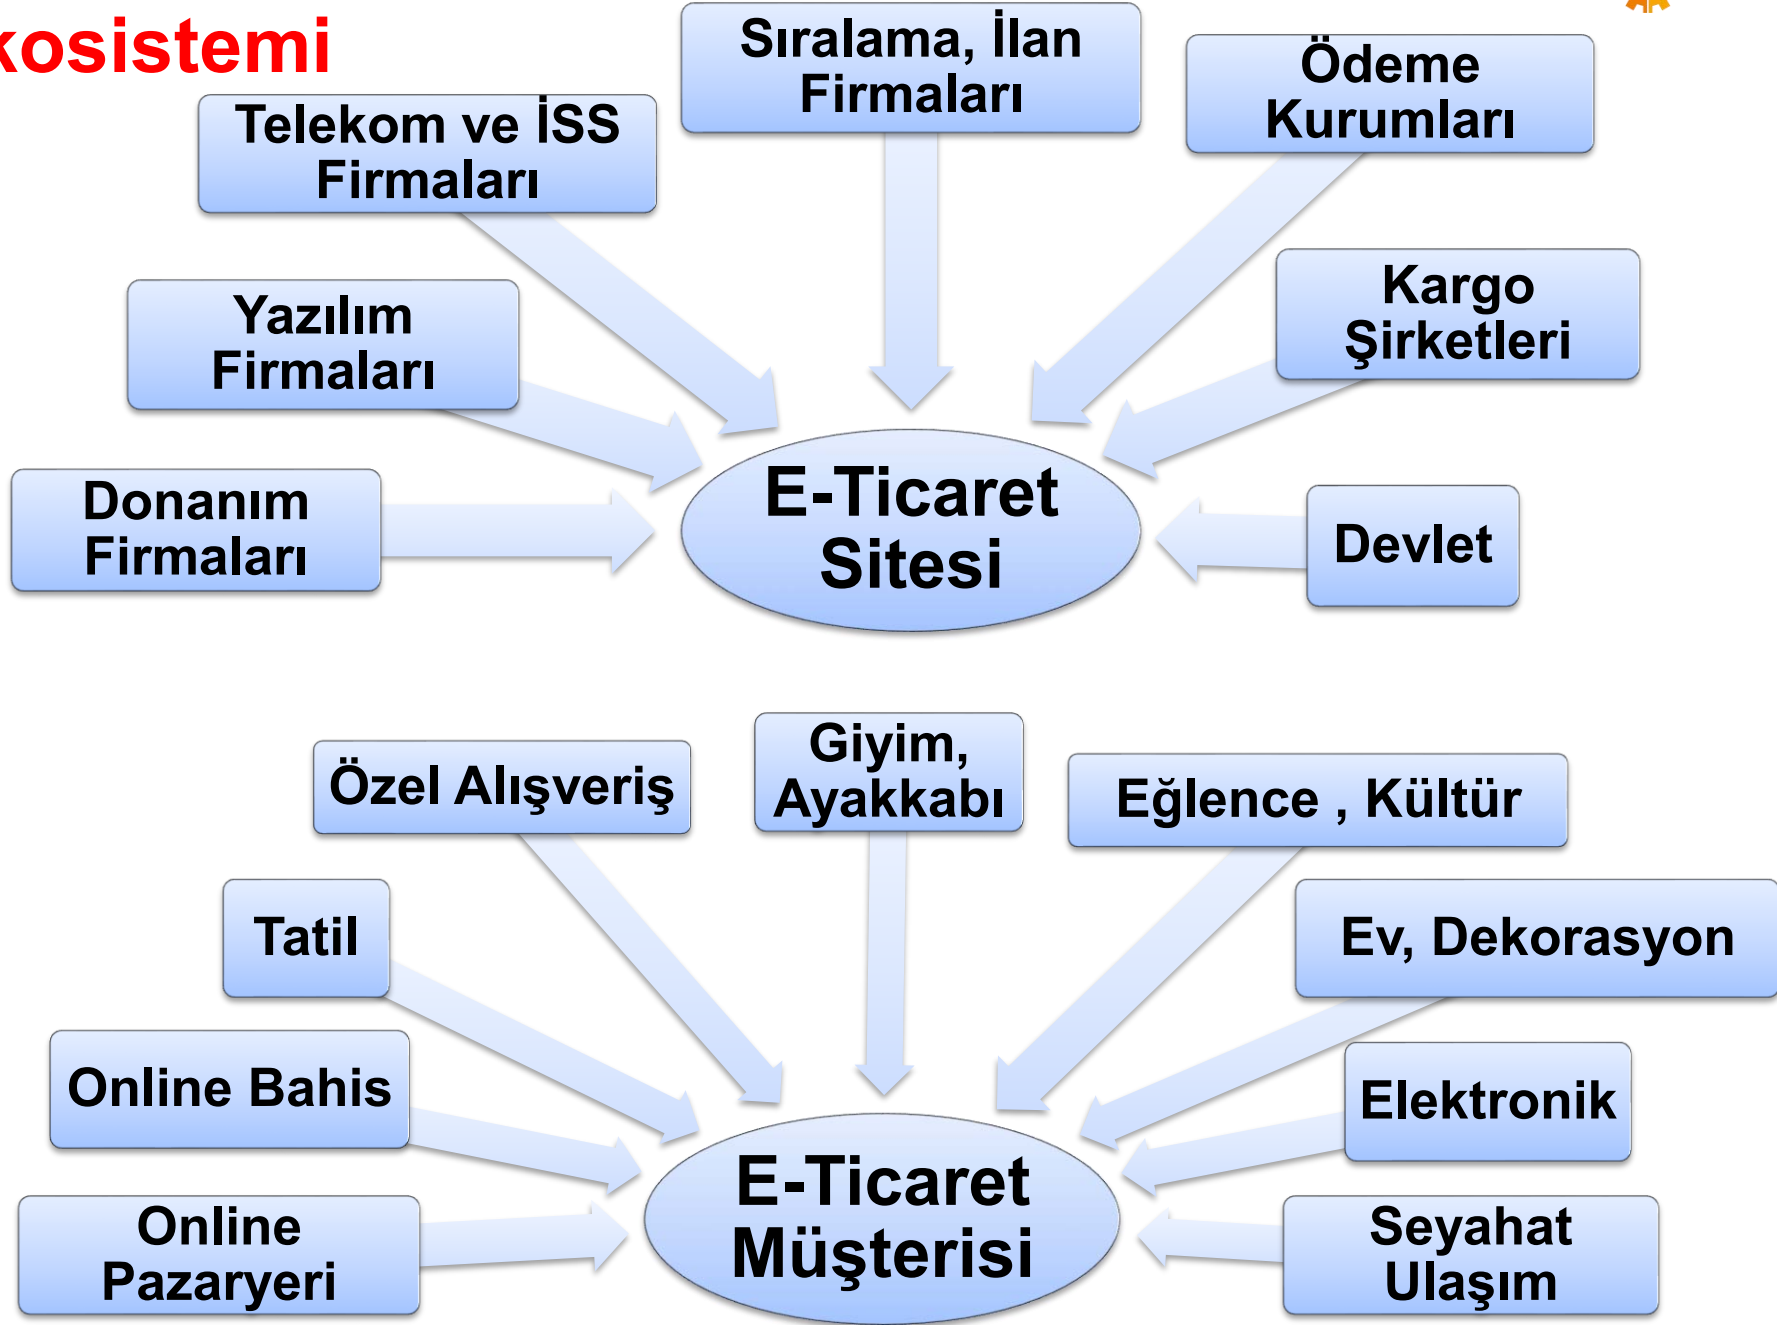 kosistemi
Sıralama, İlan
Firmaları
Ödeme
Kurumları
Telekom ve İSS
Firmaları
Kargo
Şirketleri
Yazılım
Firmaları
E-Ticaret
Sitesi
Donanım
Firmaları
Devlet
Giyim,
Ayakkabı
Özel Alışveriş
Eğlence , Kültür
Tatil
Ev, Dekorasyon
Online Bahis
Elektronik
E-Ticaret
Müşterisi
Online
Pazaryeri
Seyahat
Ulaşım